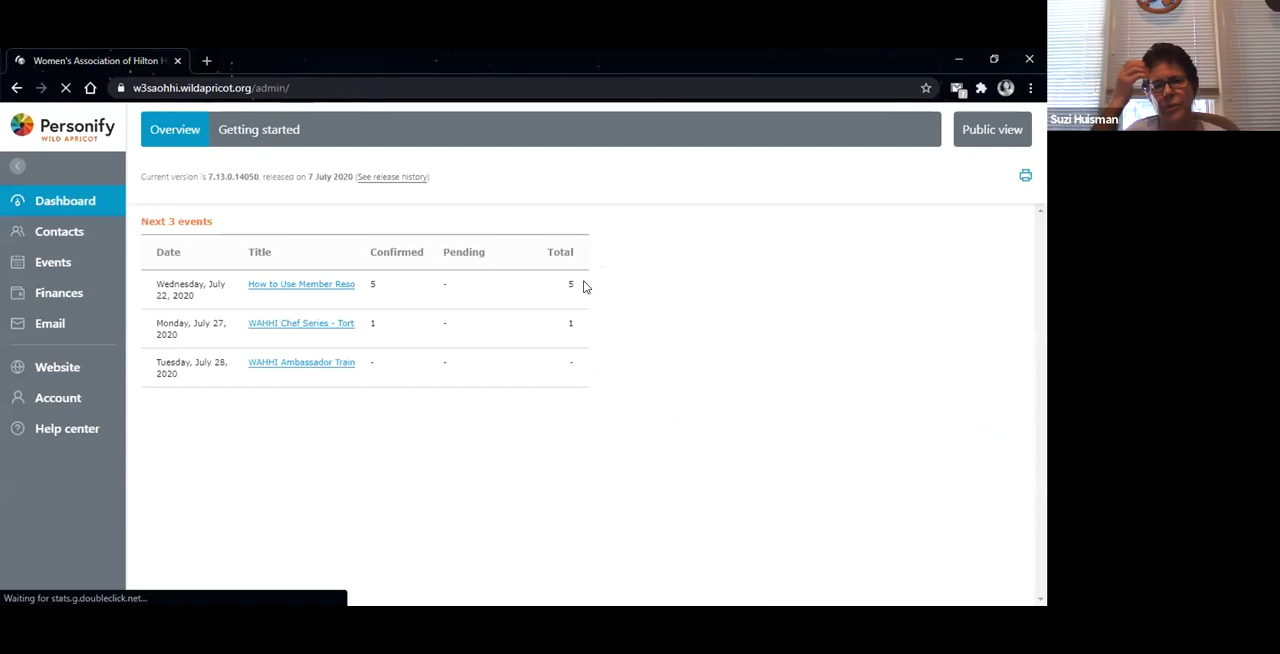 Women's Association of Hilton H
w3saohhi.wildapricot.org/admin/
Personify
WILD APRICOT
Overview
Getting started
Public view
Suzi Huisman
Current version is 7.13.0.14050, released on 7 July 2020 (See release history)
Dashboard
Contacts
Events
Finances
Email
Website
Account
Help center
Next 3 events
Date Title Confirmed Pending Total
Wednesday, July 22, 2020 How to Use Member Reso 5 - 5
Monday, July 27, 2020 WAHHI Chef Series - Tort 1 - 1
Tuesday, July 28, 2020 WAHHI Ambassador Train - - -
Waiting for stats.g.doubleclick.net...